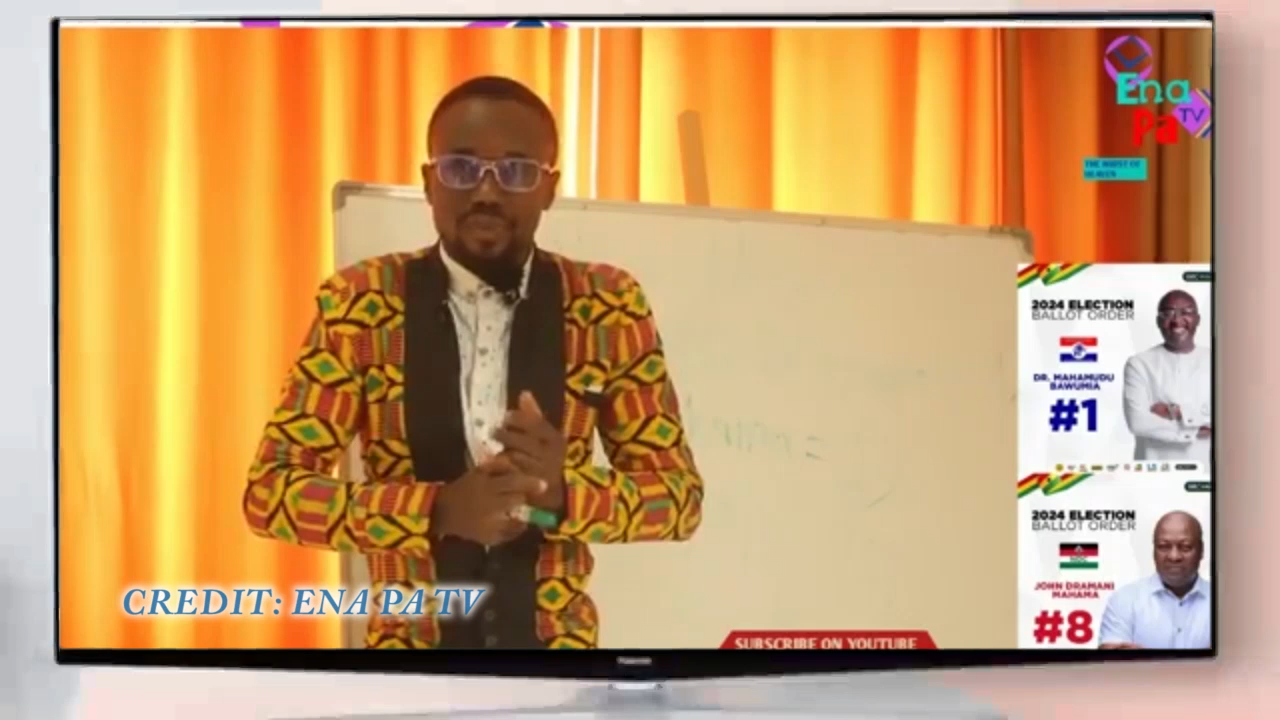 Ena
Pa TV
2024 ELECTION
BALLOT ORDER
DR. MAHAMUDU
BAWUMIA
#1
2024 ELECTION
BALLOT ORDER
JOHN DRAMANI
MAHAMA
#8
CREDIT: ENA PA TV
SUBSCRIBE ON YOUTUBE